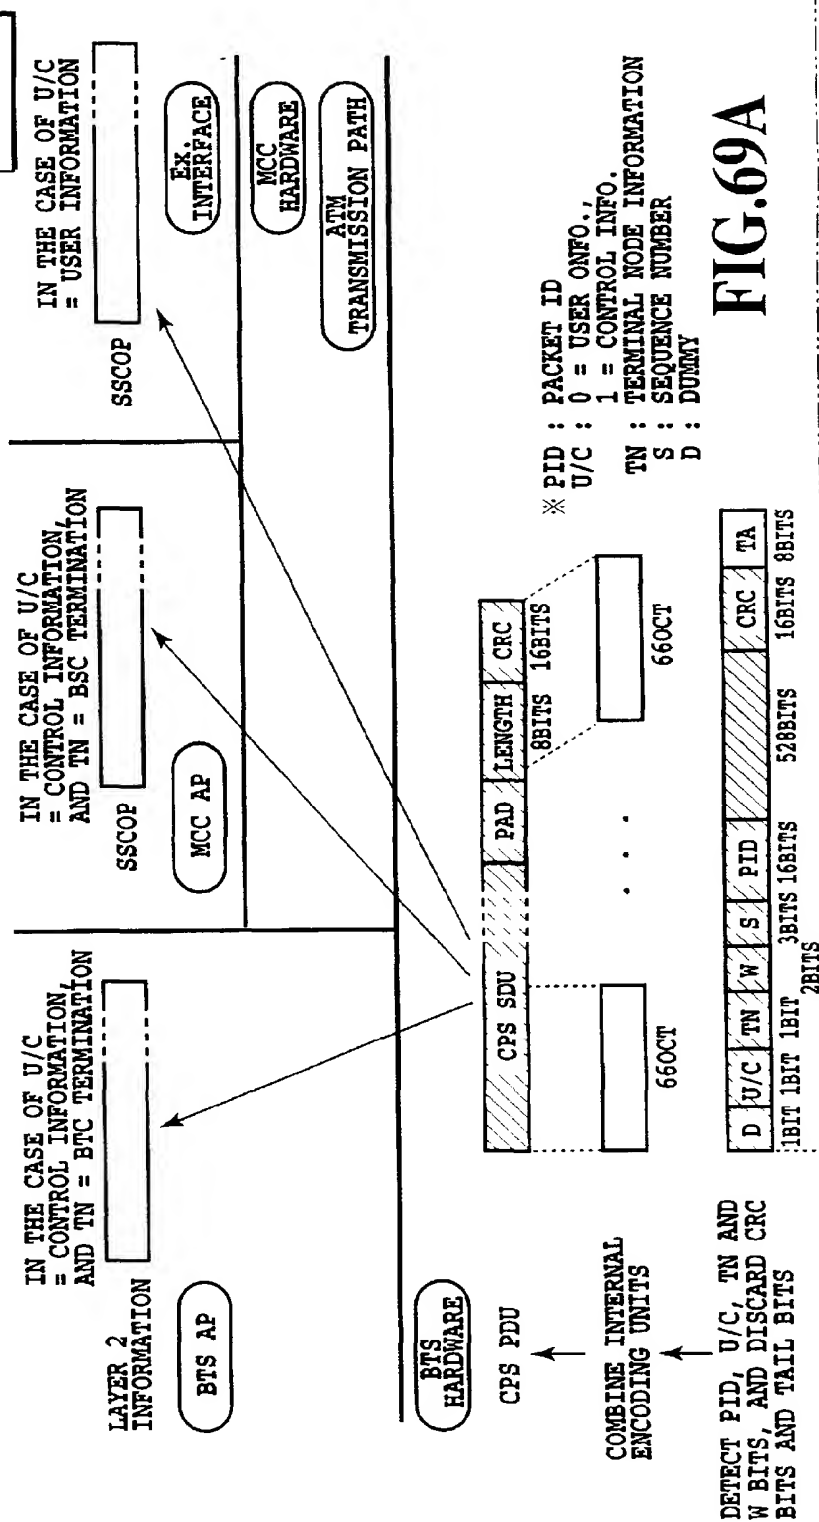 IN THE CASE OF U/C
= CONTROL INFORMATION,
AND TN = BTC TERMINATION
LAYER 2
INFORMATION
BTS AP
IN THE CASE OF U/C
= CONTROL INFORMATION,
AND TN = BSC TERMINATION
SSCOP
MCC AP
IN THE CASE OF U/C
= USER INFORMATION
SSCOP
EX.
INTERFACE
MCC
HARDWARE
ATM
TRANSMISSION PATH
BTS
HARDWARE
CPS PDU
CPS SDU PAD LENGTH CRC
8BITS 16BITS
COMBINE INTERNAL
ENCODING UNITS
66OCT . . . 66OCT
DETECT PID, U/C, TN AND
W BITS, AND DISCARD CRC
BITS AND TAIL BITS
D U/C TN W S PID CRC TA
1BIT 1BIT 1BIT 3BITS 16BITS 528BITS 16BITS 8BITS
2BITS
※ PID : PACKET ID
U/C : 0 = USER ONFO.,
1 = CONTROL INFO.
TN : TERMINAL NODE INFORMATION
S : SEQUENCE NUMBER
D : DUMMY
FIG.69A